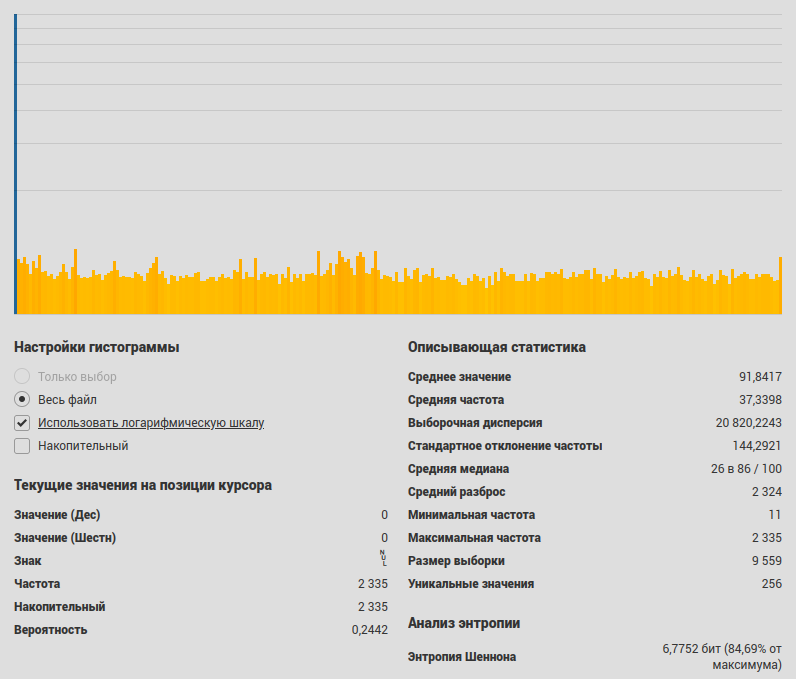 Настройки гистограммы
Только выбор
Весь файл
Использовать логарифмическую шкалу
Накопительный
Текущие значения на позиции курсора
Значение (Дес) 0
Значение (Шестн) 0
Знак NUL
Частота 2 335
Накопительный 2 335
Вероятность 0,2442
Описывающая статистика
Среднее значение 91,8417
Средняя частота 37,3398
Выборочная дисперсия 20 820,2243
Стандартное отклонение частоты 144,2921
Средняя медиана 26 в 86 / 100
Средний разброс 2 324
Минимальная частота 11
Максимальная частота 2 335
Размер выборки 9 559
Уникальные значения 256
Анализ энтропии
Энтропия Шеннона 6,7752 бит (84,69% от
максимума)